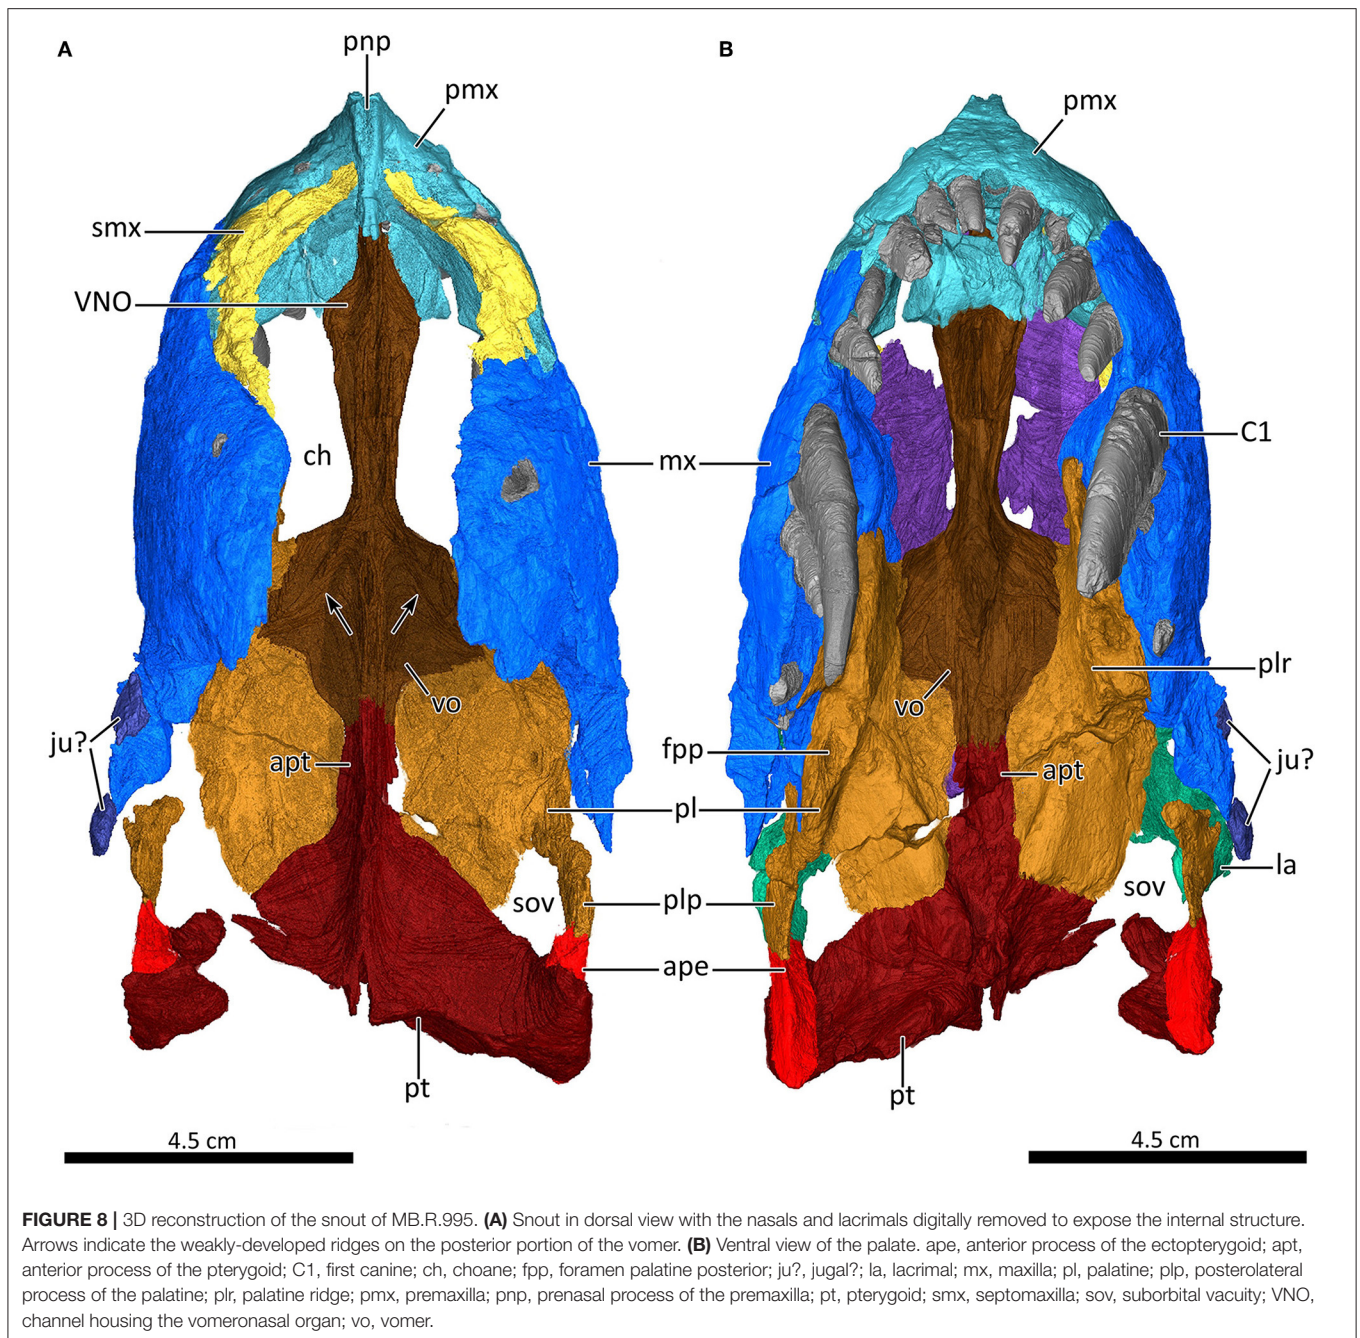 A
B
pnp
pmx
pmx
smx
VNO
C1
ch
mx
plr
vo
vo
ju?
fpp
apt
apt
ju?
pl
la
sov
plp
sov
ape
pt
pt
4.5 cm
4.5 cm
FIGURE 8 | 3D reconstruction of the snout of MB.R.995. (A) Snout in dorsal view with the nasals and lacrimals digitally removed to expose the internal structure.
Arrows indicate the weakly-developed ridges on the posterior portion of the vomer. (B) Ventral view of the palate. ape, anterior process of the ectopterygoid; apt,
anterior process of the pterygoid; C1, first canine; ch, choane; fpp, foramen palatine posterior; ju?, jugal?; la, lacrimal; mx, maxilla; pl, palatine; plp, posterolateral
process of the palatine; plr, palatine ridge; pmx, premaxilla; pnp, prenasal process of the premaxilla; pt, pterygoid; smx, septomaxilla; sov, suborbital vacuity; VNO,
channel housing the vomeronasal organ; vo, vomer.